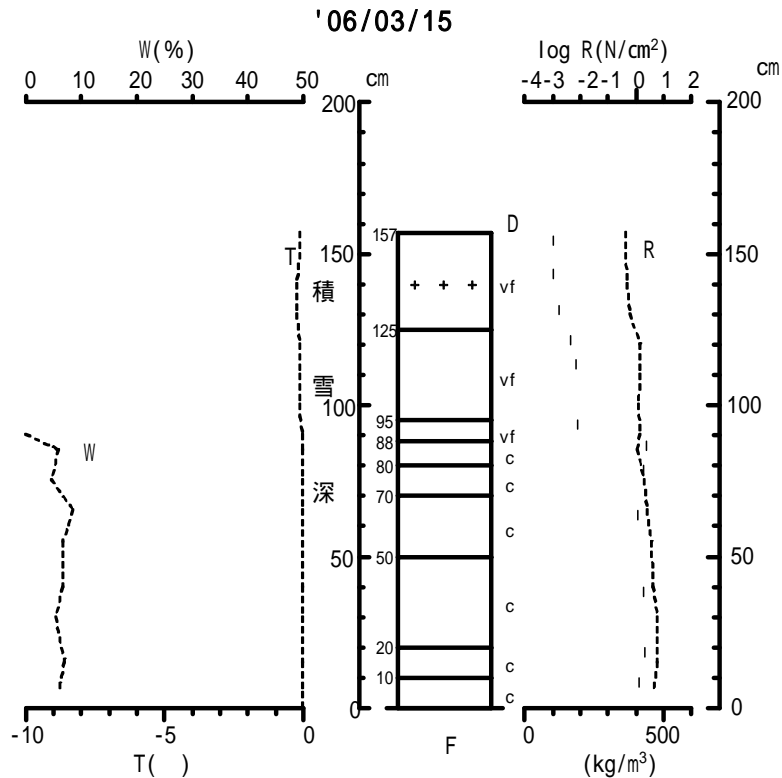 '06/03/15
W(%)
log R(N/cm²)
0 10 20 30 40 50
cm
-4 -3 -2 -1 0 1 2
cm
200
200
D
157
T
150
R
150
積
vf
125
雪
vf
100
100
95
vf
W
88
c
80
c
深
70
c
50
50
50
c
20
c
10
c
0
0
-10 -5 0
F
0 500
T( )
(kg/m³)